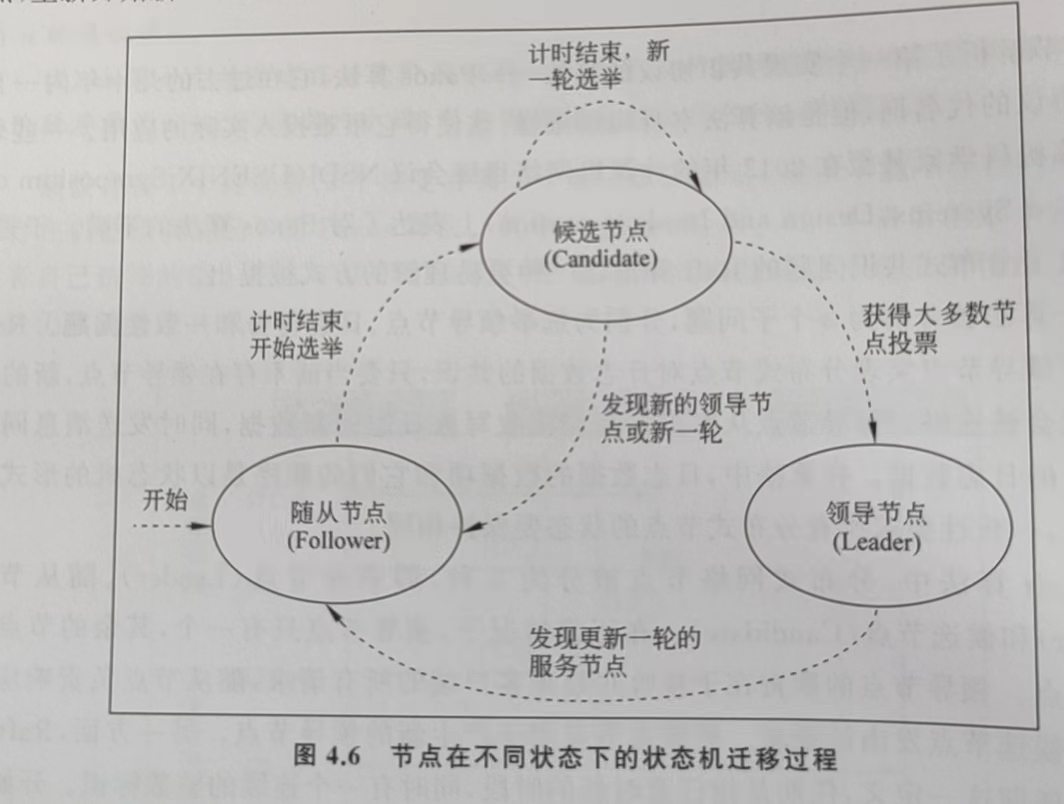 计时结束，新
一轮选举
候选节点
(Candidate)
计时结束，
开始选举
获得大多数节
点投票
发现新的领导节
点或新一轮
开始
随从节点
(Follower)
领导节点
(Leader)
发现更新一轮的
服务节点
图 4.6 节点在不同状态下的状态机迁移过程